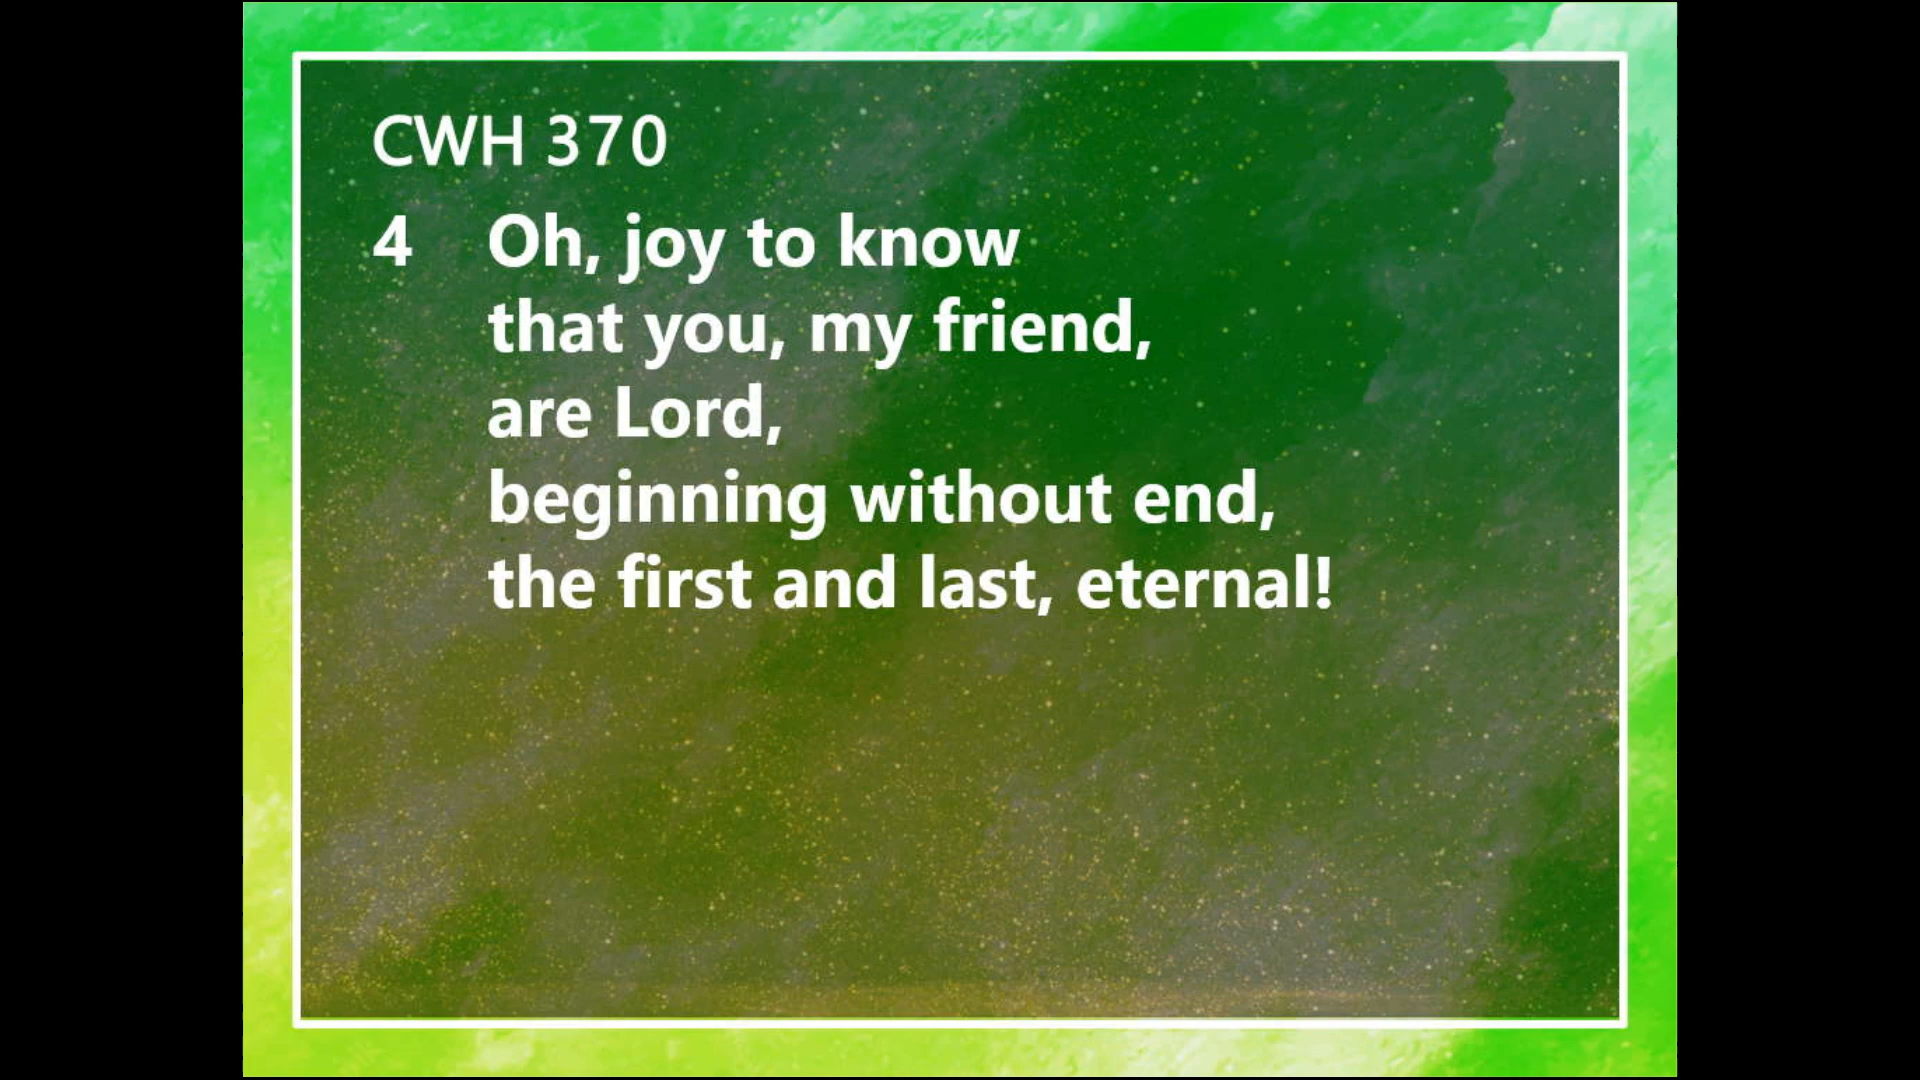 CWH 370
4 Oh, joy to know
that you, my friend,
are Lord,
beginning without end,
the first and last, eternal!